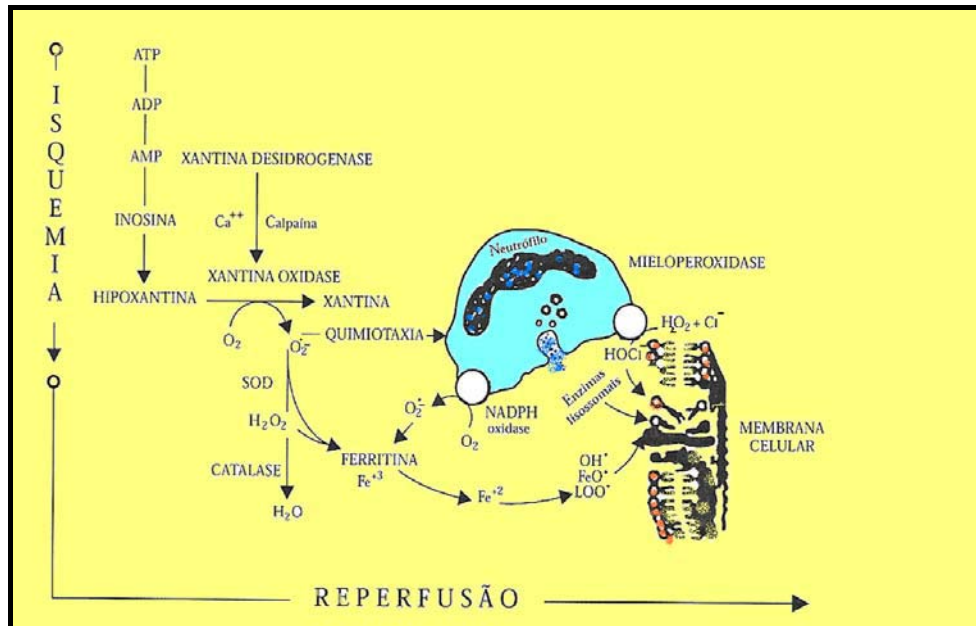 ISQUEMIA
ATP
ADP
AMP
INOSINA
HIPOXANTINA
XANTINA DESIDROGENASE
Ca++ Calpaína
XANTINA OXIDASE
XANTINA
O2
O2∸
QUIMIOTAXIA
SOD
H2O2
CATALASE
H2O
Neutrófilo
MIELOPEROXIDASE
HO2 + Cl−
HOCl
Enzimas
lisossomais
NADPH
oxidase
O2∸
O2
FERRITINA
Fe+3
Fe+2
OH•
FeO•
LOO•
MEMBRANA
CELULAR
REPERFUSÃO